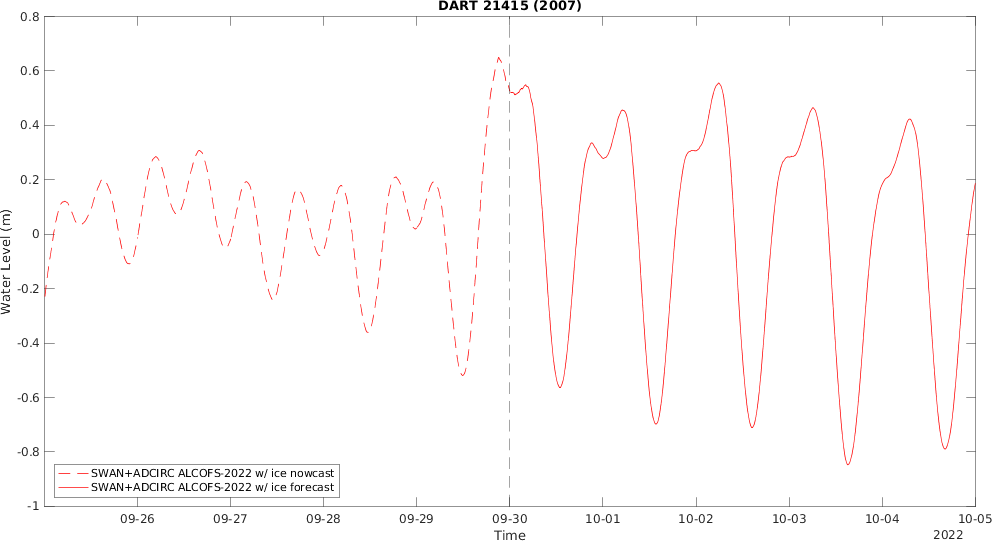 DART 21415 (2007)
0.8
0.6
0.4
0.2
0
-0.2
-0.4
-0.6
-0.8
-1
Water Level (m)
SWAN+ADCIRC ALCOFS-2022 w/ ice nowcast
SWAN+ADCIRC ALCOFS-2022 w/ ice forecast
09-26 09-27 09-28 09-29 09-30 10-01 10-02 10-03 10-04 10-05
Time
2022